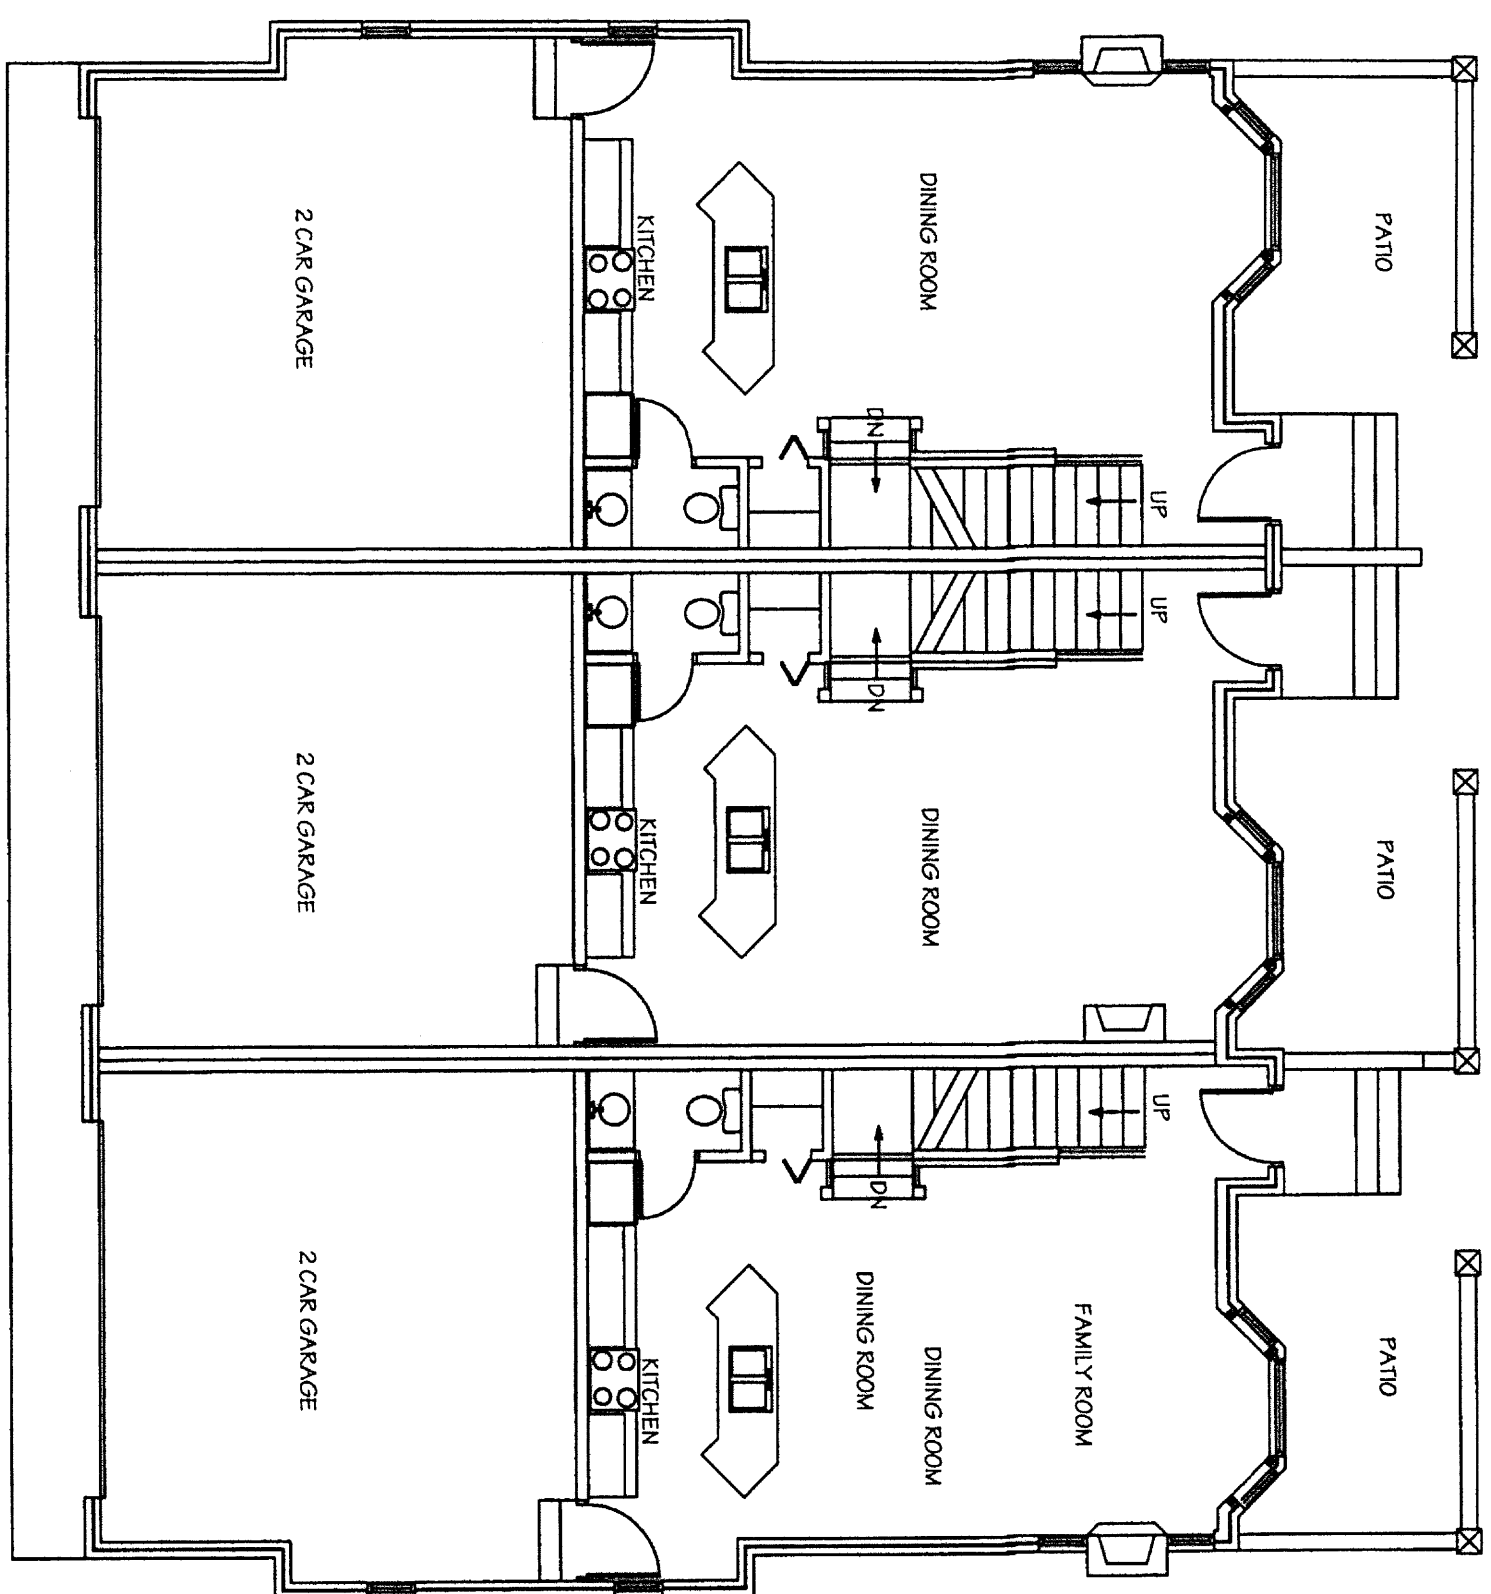 2 CAR GARAGE
KITCHEN
DINING ROOM
PATIO
DN
UP
UP
DN
2 CAR GARAGE
KITCHEN
DINING ROOM
PATIO
UP
DN
2 CAR GARAGE
KITCHEN
DINING ROOM
DINING ROOM
FAMILY ROOM
PATIO